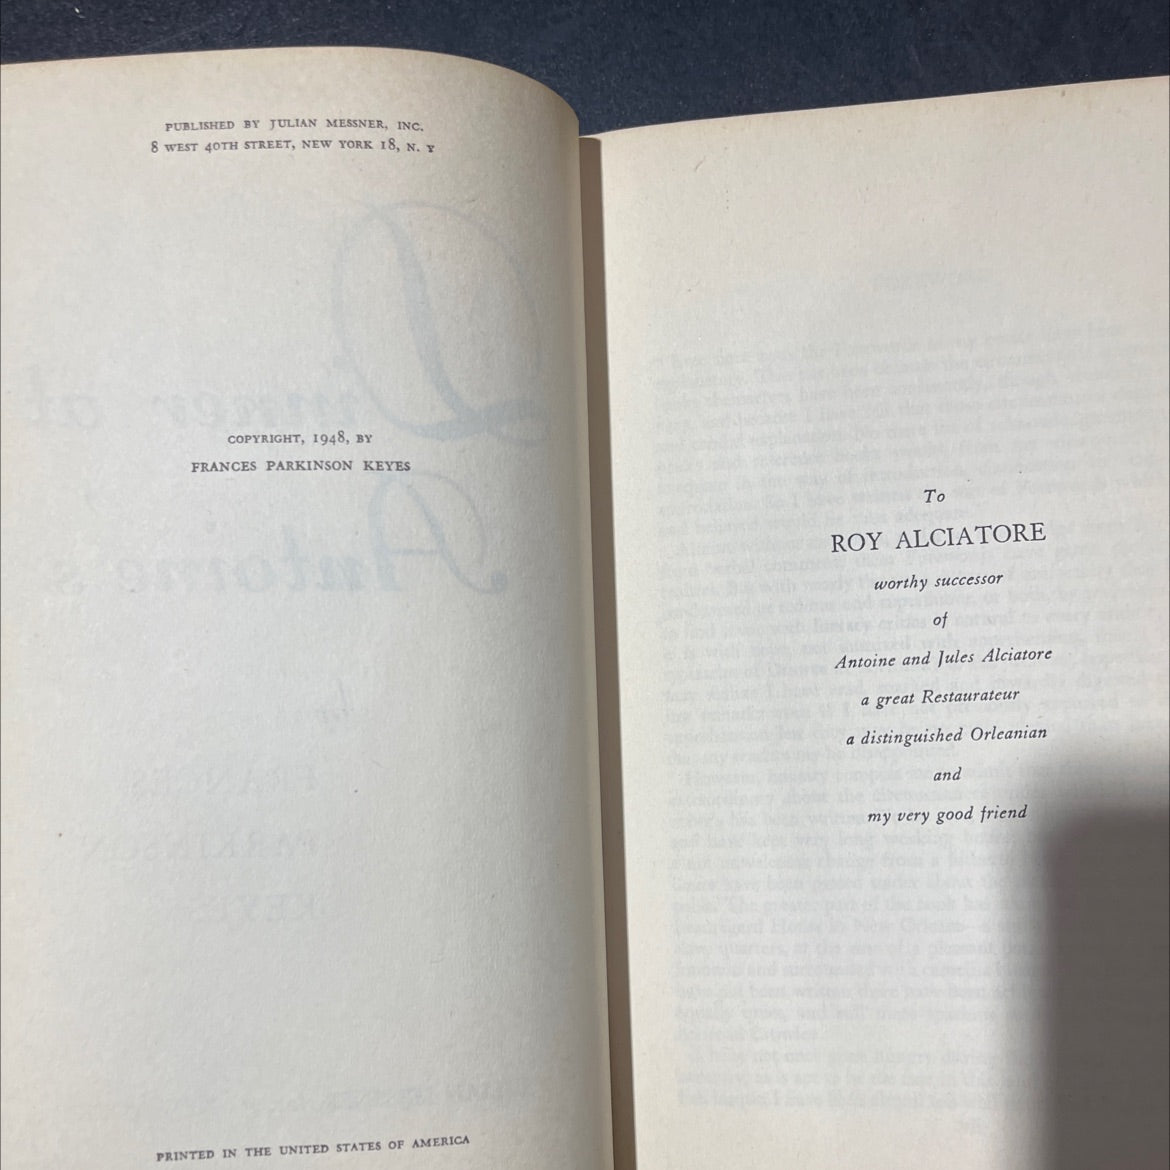 PUBLISHED BY JULIAN MESSNER, INC.
8 WEST 40TH STREET, NEW YORK 18, N. Y
COPYRIGHT, 1948, BY
FRANCES PARKINSON KEYES
PRINTED IN THE UNITED STATES OF AMERICA
To
ROY ALCIATORE
worthy successor
of
Antoine and Jules Alciatore
a great Restaurateur
a distinguished Orleanian
and
my very good friend